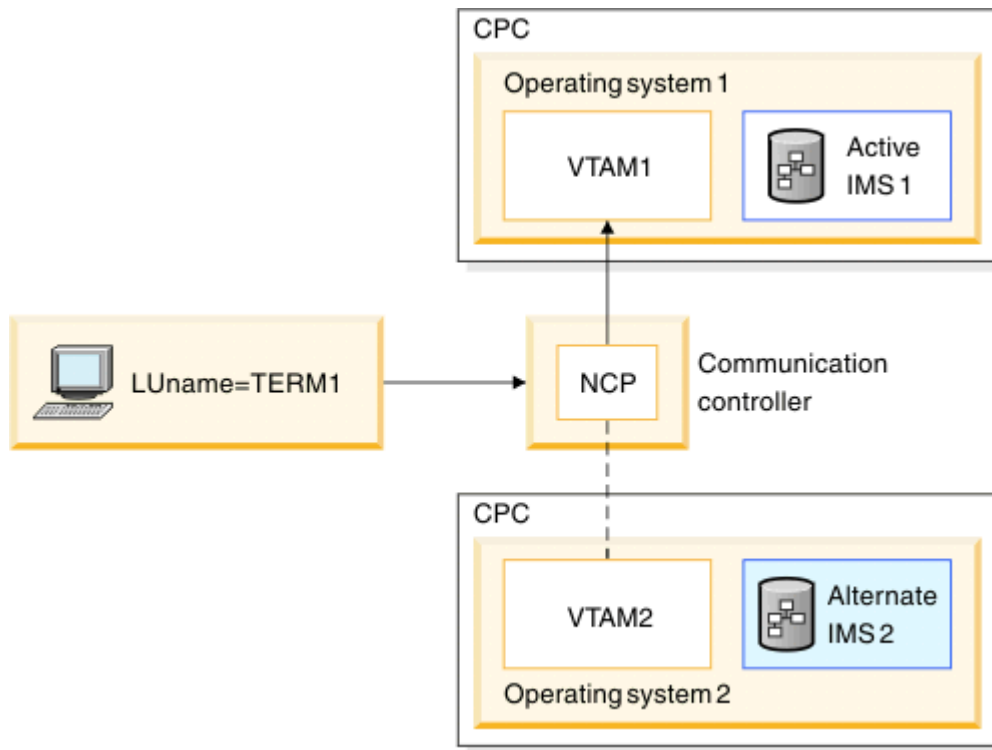 CPC
Operating system 1
VTAM1
Active
IMS 1
LUname=TERM1
NCP
Communication
controller
CPC
VTAM2
Alternate
IMS 2
Operating system 2